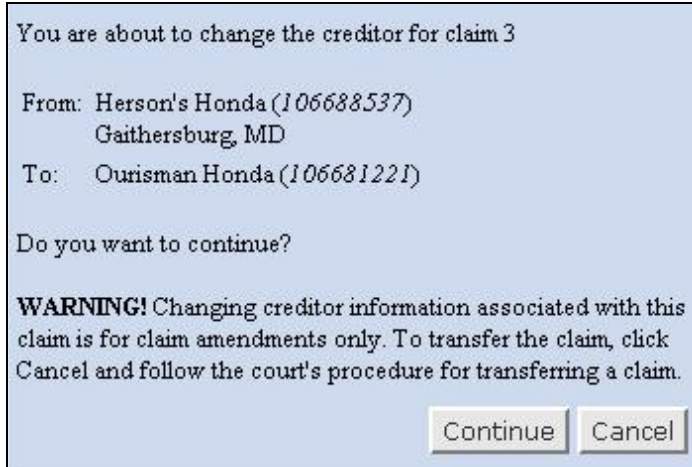 You are about to change the creditor for claim 3
From: Herson's Honda (106688537)
Gaithersburg, MD
To: Ourisman Honda (106681221)
Do you want to continue?
WARNING! Changing creditor information associated with this
claim is for claim amendments only. To transfer the claim, click
Cancel and follow the court's procedure for transferring a claim.
Continue Cancel